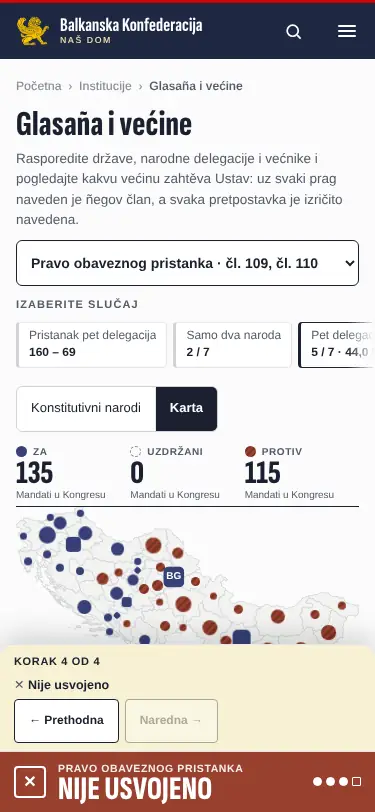 Balkanska Konfederacija
NAŠ DOM
Početna › Institucije › Glasaña i većine
Glasaña i većine
Rasporedite države, narodne delegacije i većnike i
pogledajte kakvu većinu zahtěva Ustav: uz svaki prag
naveden je ñegov član, a svaka pretpostavka je izričito
navedena.
Pravo obaveznog pristanka · čl. 109, čl. 110
IZABERITE SLUČAJ
Pristanak pet delegacija
160 – 69
Samo dva naroda
2 / 7
Pet delegac
5 / 7 · 44,0
Konstitutivni narodi
Karta
ZA
135
Mandati u Kongresu
UZDRŽANI
0
Mandati u Kongresu
PROTIV
115
Mandati u Kongresu
BG
KORAK 4 OD 4
✕ Nije usvojeno
← Prethodna
Naredna →
PRAVO OBAVEZNOG PRISTANKA
NIJE USVOJENO